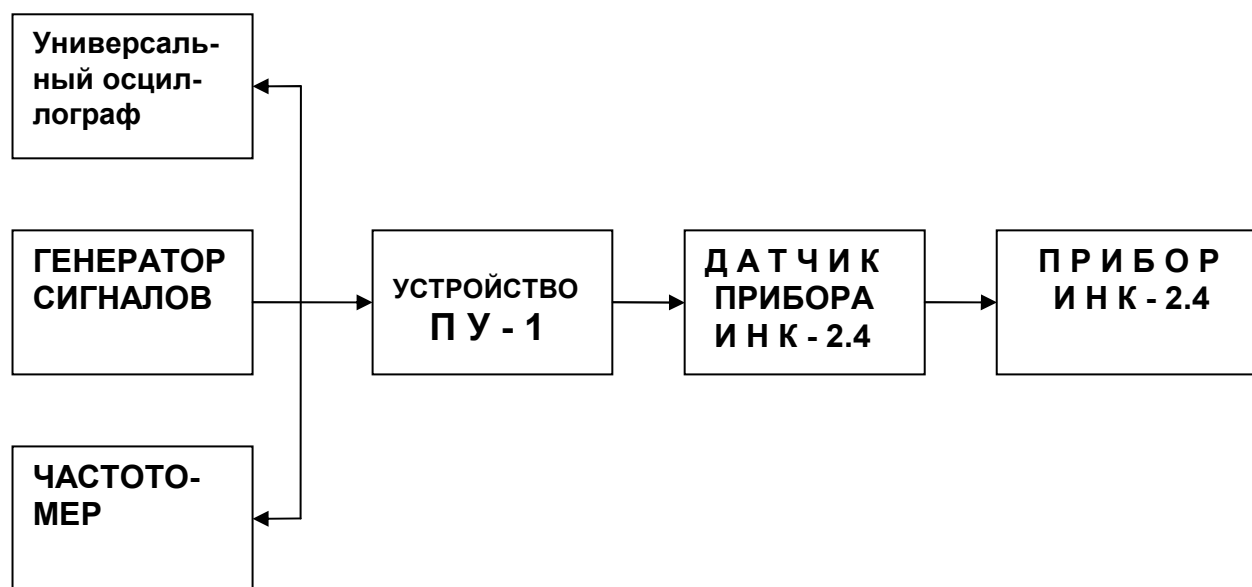 Универсаль-
ный осцил-
лограф
ГЕНЕРАТОР
СИГНАЛОВ
УСТРОЙСТВО
П У - 1
Д А Т Ч И К
ПРИБОРА
И Н К - 2.4
П Р И Б О Р
И Н К - 2.4
ЧАСТОТО-
МЕР